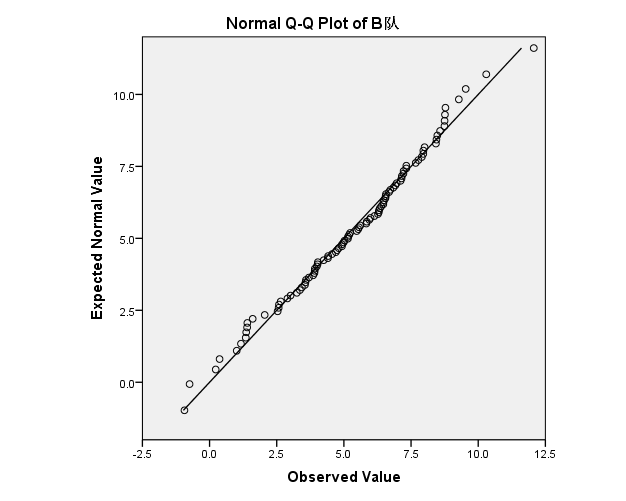 Normal Q-Q Plot of B队
10.0
7.5
5.0
2.5
0.0
Expected Normal Value
-2.5 0.0 2.5 5.0 7.5 10.0 12.5
Observed Value